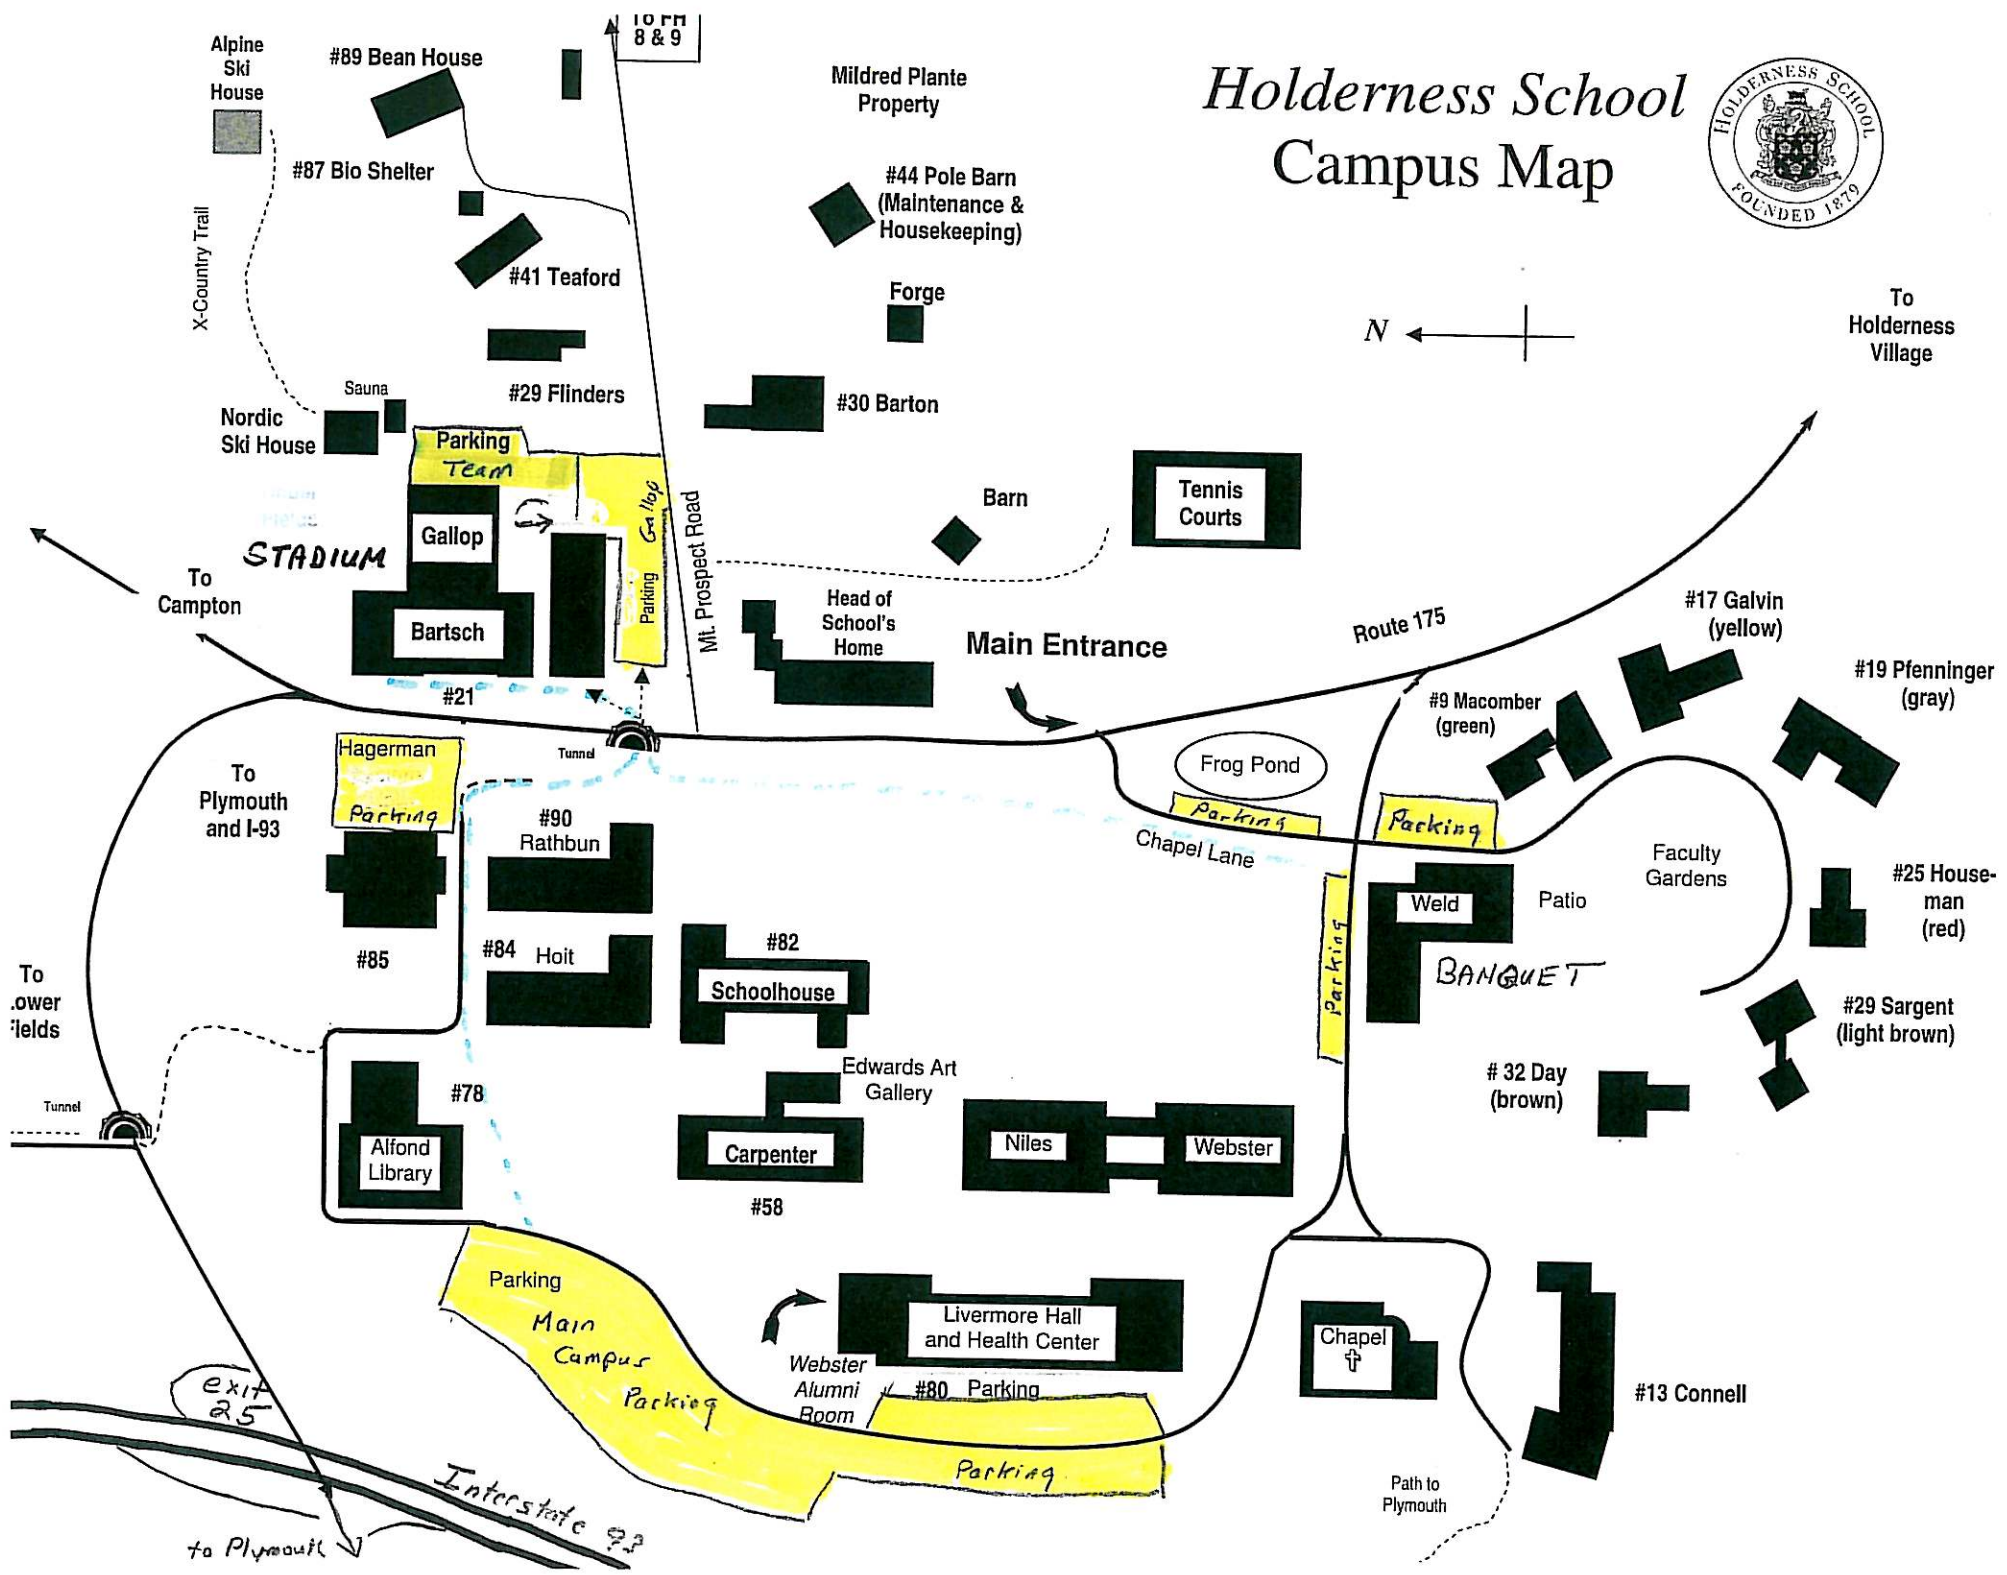 Holderness School
Campus Map
HOLDERNESS SCHOOL
FOUNDED 1879
TO FH
8 & 9
Alpine
Ski
House
#89 Bean House
Mildred Plante
Property
#87 Bio Shelter
#44 Pole Barn
(Maintenance &
Housekeeping)
X-Country Trail
#41 Teaford
Forge
N
To
Holderness
Village
Sauna
#29 Flinders
#30 Barton
Nordic
Ski House
Parking
Team
Gallop
Parking
Mt. Prospect Road
Barn
Tennis
Courts
STADIUM
Gallop
To
Campton
Bartsch
Head of
School's
Home
Main Entrance
Route 175
#17 Galvin
(yellow)
#19 Pfenninger
(gray)
#9 Macomber
(green)
#21
Tunnel
Hagerman
Parking
To
Plymouth
and I-93
Frog Pond
Parking
Parking
Chapel Lane
#90
Rathbun
Faculty
Gardens
#25 House-
man
(red)
Weld
Patio
Parking
BANQUET
#85
#84 Hoit
#82
Schoolhouse
To
ower
ields
#29 Sargent
(light brown)
Edwards Art
Gallery
# 32 Day
(brown)
Tunnel
#78
Alfond
Library
Carpenter
#58
Niles
Webster
Parking
Main
Campus
Parking
Livermore Hall
and Health Center
Webster
Alumni
Room
#80 Parking
Parking
Chapel
#13 Connell
exit
25
Interstate 93
to Plymouth
Path to
Plymouth